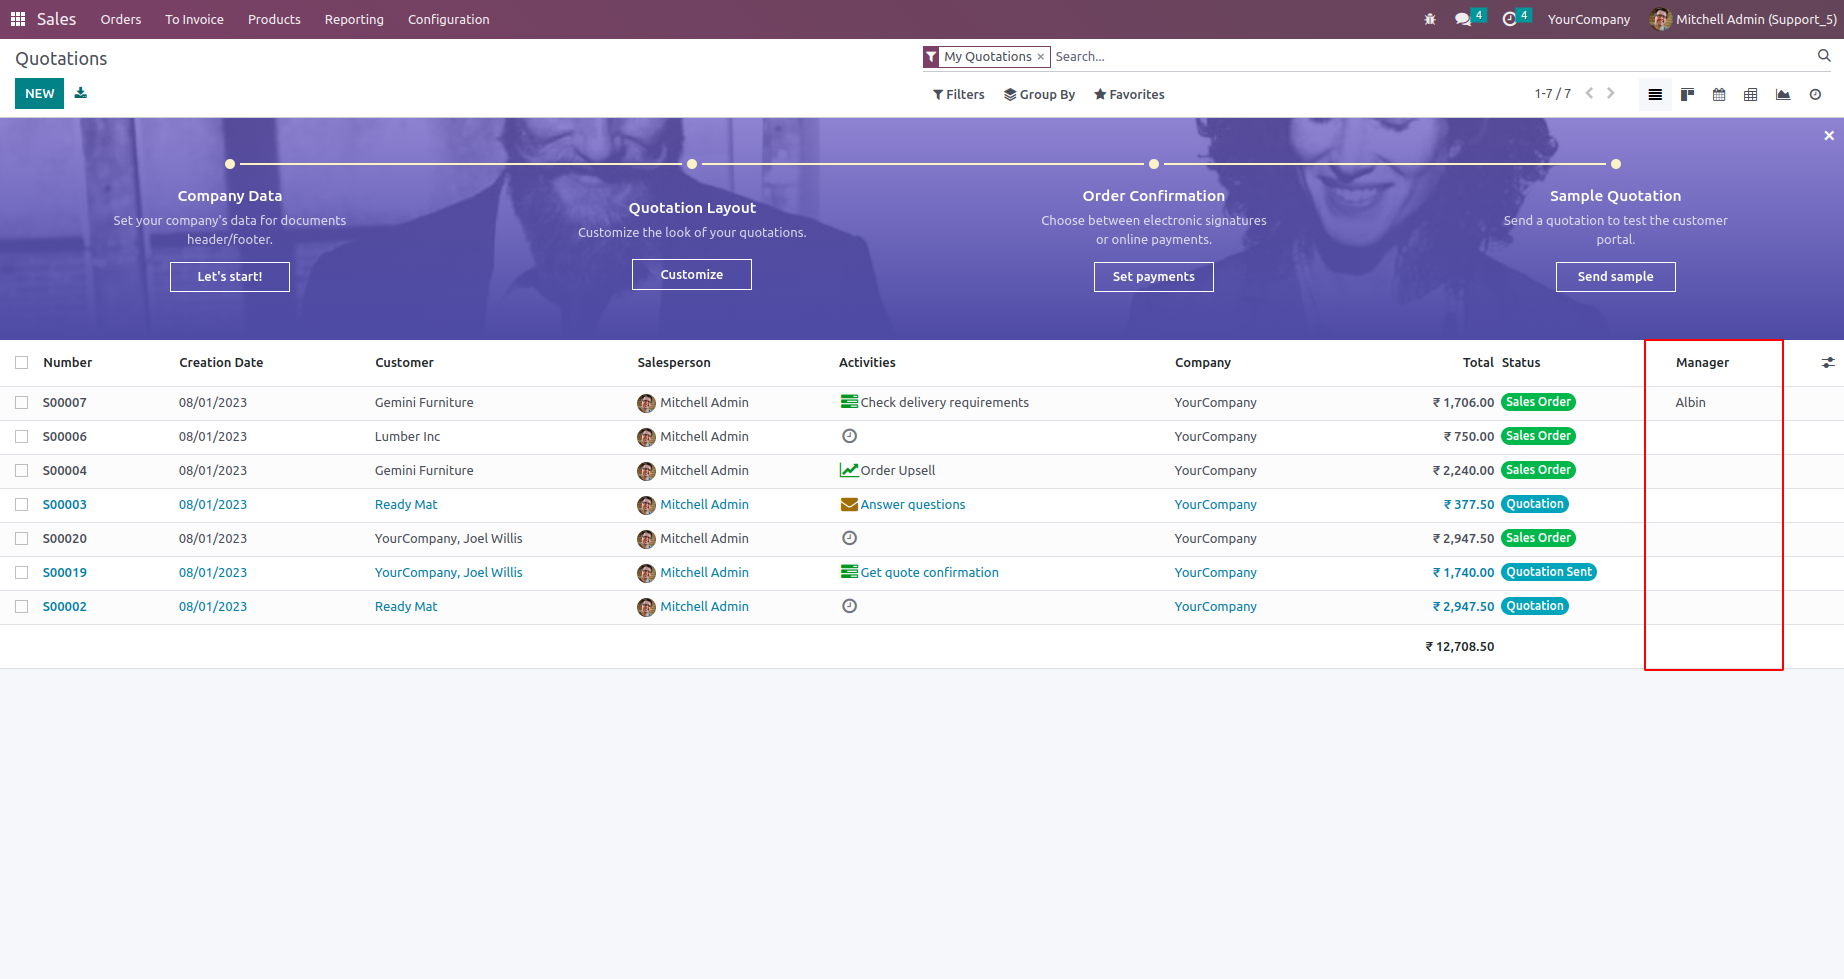 Sales Orders To Invoice Products Reporting Configuration 4 4 YourCompany Mitchell Admin (Support_5)
Quotations
My Quotations × Search...
NEW
Filters Group By Favorites 1-7 / 7
Company Data
Set your company's data for documents
header/footer.
Let's start!
Quotation Layout
Customize the look of your quotations.
Customize
Order Confirmation
Choose between electronic signatures
or online payments.
Set payments
Sample Quotation
Send a quotation to test the customer
portal.
Send sample
Number Creation Date Customer Salesperson Activities Company Total Status Manager
S00007 08/01/2023 Gemini Furniture Mitchell Admin Check delivery requirements YourCompany ₹ 1,706.00 Sales Order Albin
S00006 08/01/2023 Lumber Inc Mitchell Admin YourCompany ₹ 750.00 Sales Order
S00004 08/01/2023 Gemini Furniture Mitchell Admin Order Upsell YourCompany ₹ 2,240.00 Sales Order
S00003 08/01/2023 Ready Mat Mitchell Admin Answer questions YourCompany ₹ 377.50 Quotation
S00020 08/01/2023 YourCompany, Joel Willis Mitchell Admin YourCompany ₹ 2,947.50 Sales Order
S00019 08/01/2023 YourCompany, Joel Willis Mitchell Admin Get quote confirmation YourCompany ₹ 1,740.00 Quotation Sent
S00002 08/01/2023 Ready Mat Mitchell Admin YourCompany ₹ 2,947.50 Quotation
₹ 12,708.50